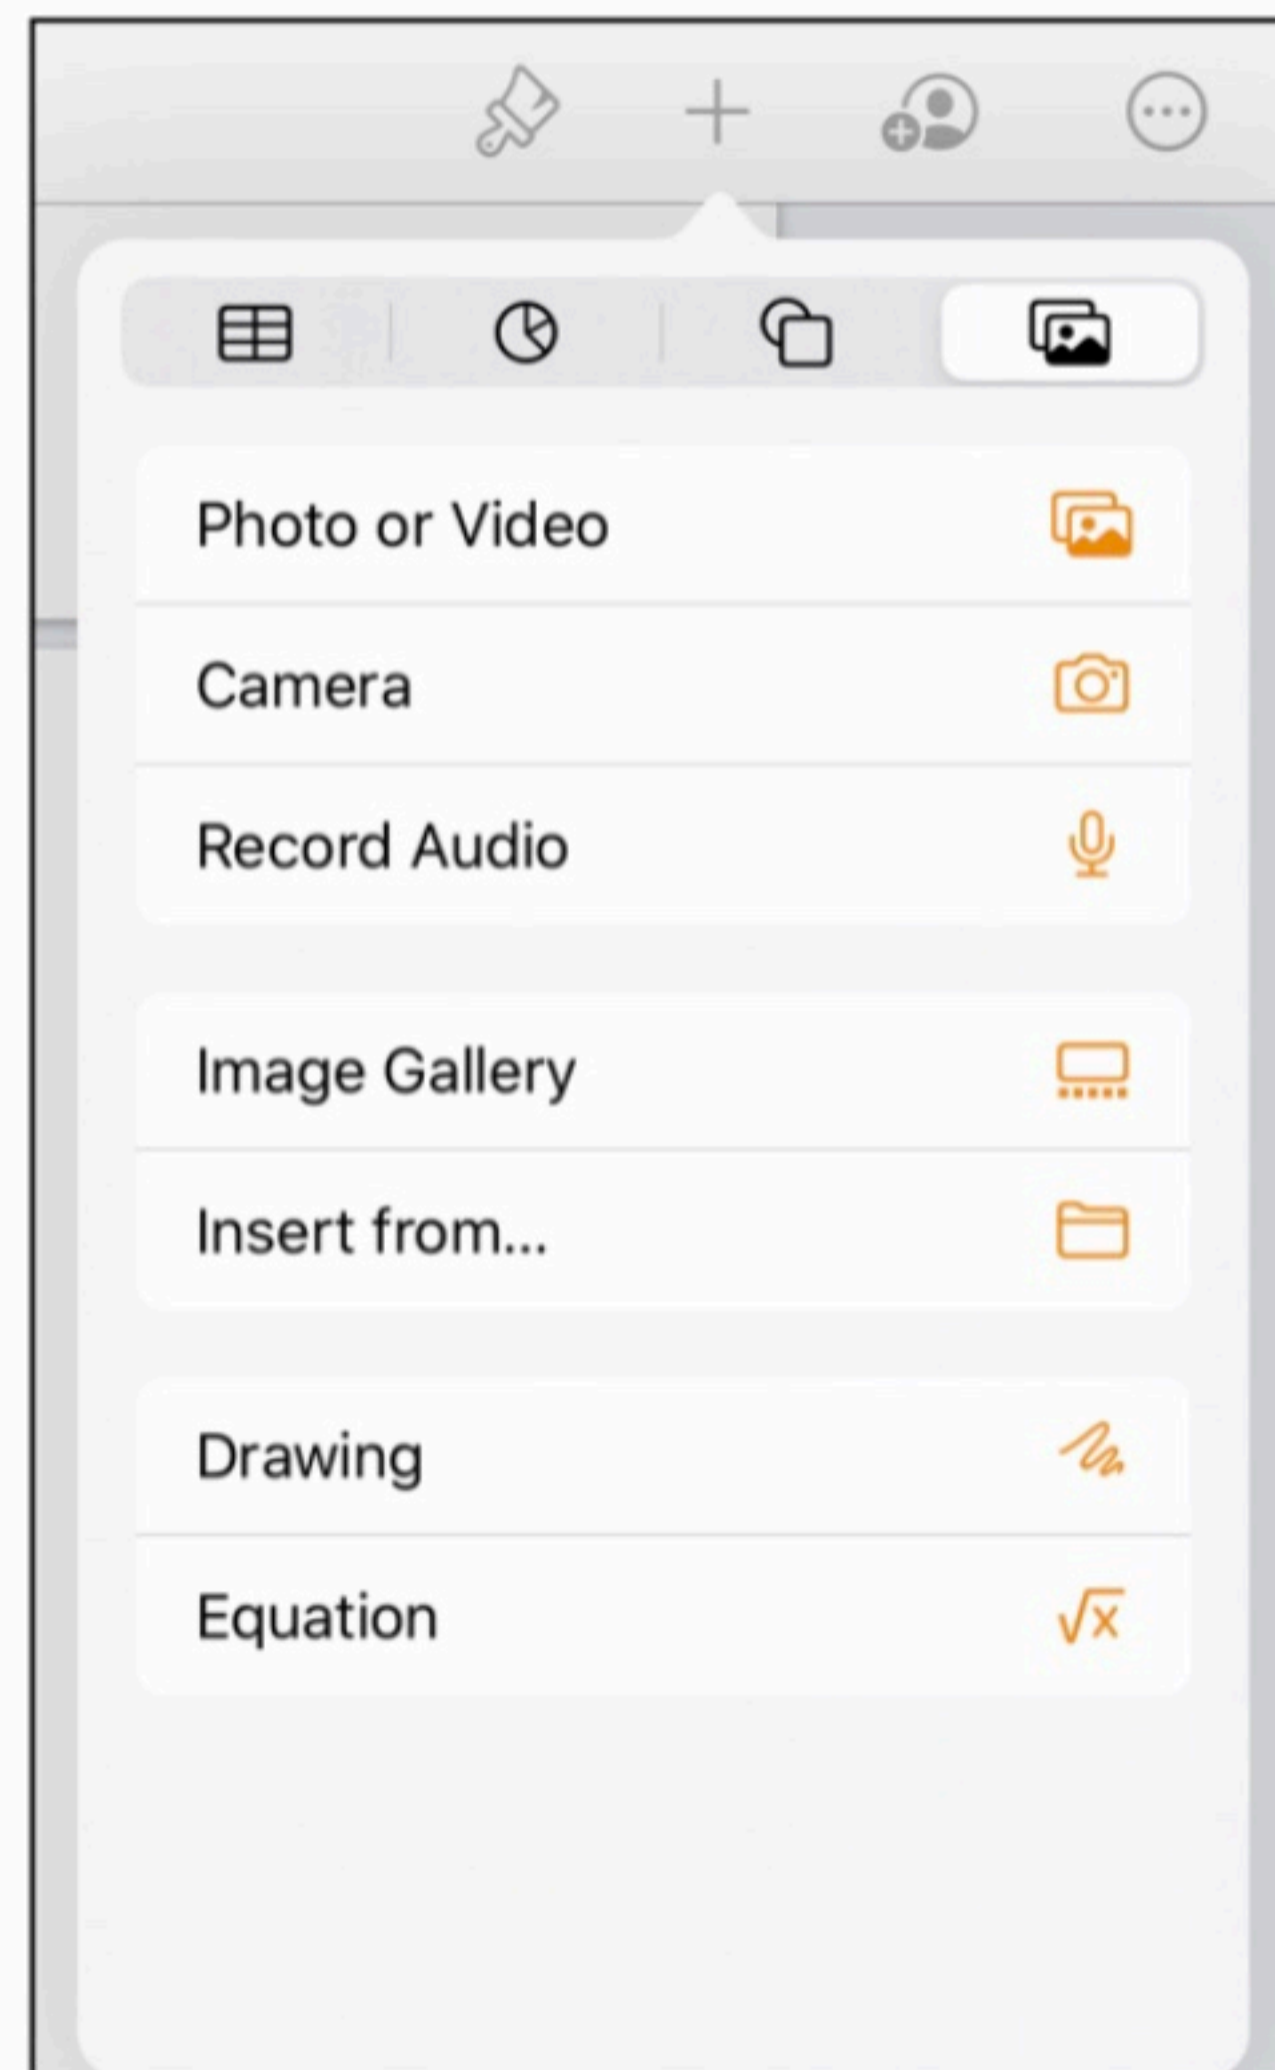 Photo or Video
Camera
Record Audio
Image Gallery
Insert from...
Drawing
Equation